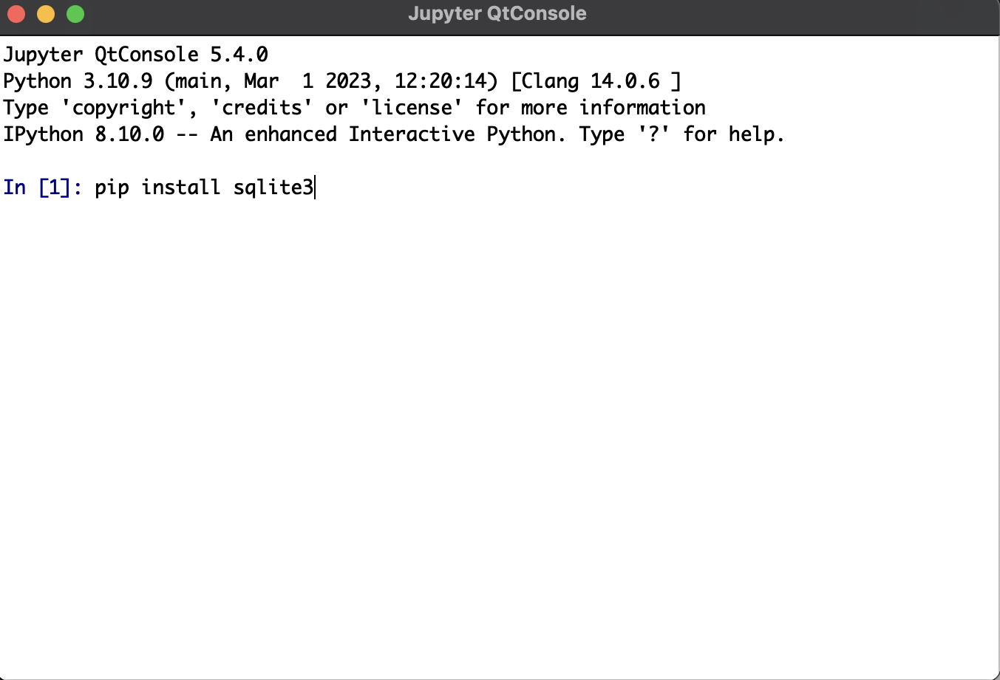 Jupyter QtConsole
Jupyter QtConsole 5.4.0
Python 3.10.9 (main, Mar  1 2023, 12:20:14) [Clang 14.0.6 ]
Type 'copyright', 'credits' or 'license' for more information
IPython 8.10.0 -- An enhanced Interactive Python. Type '?' for help.
In [1]: pip install sqlite3